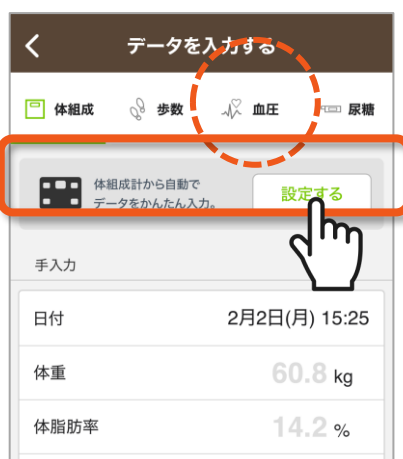 データを入力する
体組成 歩数 血圧 尿糖
体組成計から自動で
データをかんたん入力。
設定する
手入力
日付 2月2日(月) 15:25
体重 60.8 kg
体脂肪率 14.2 %